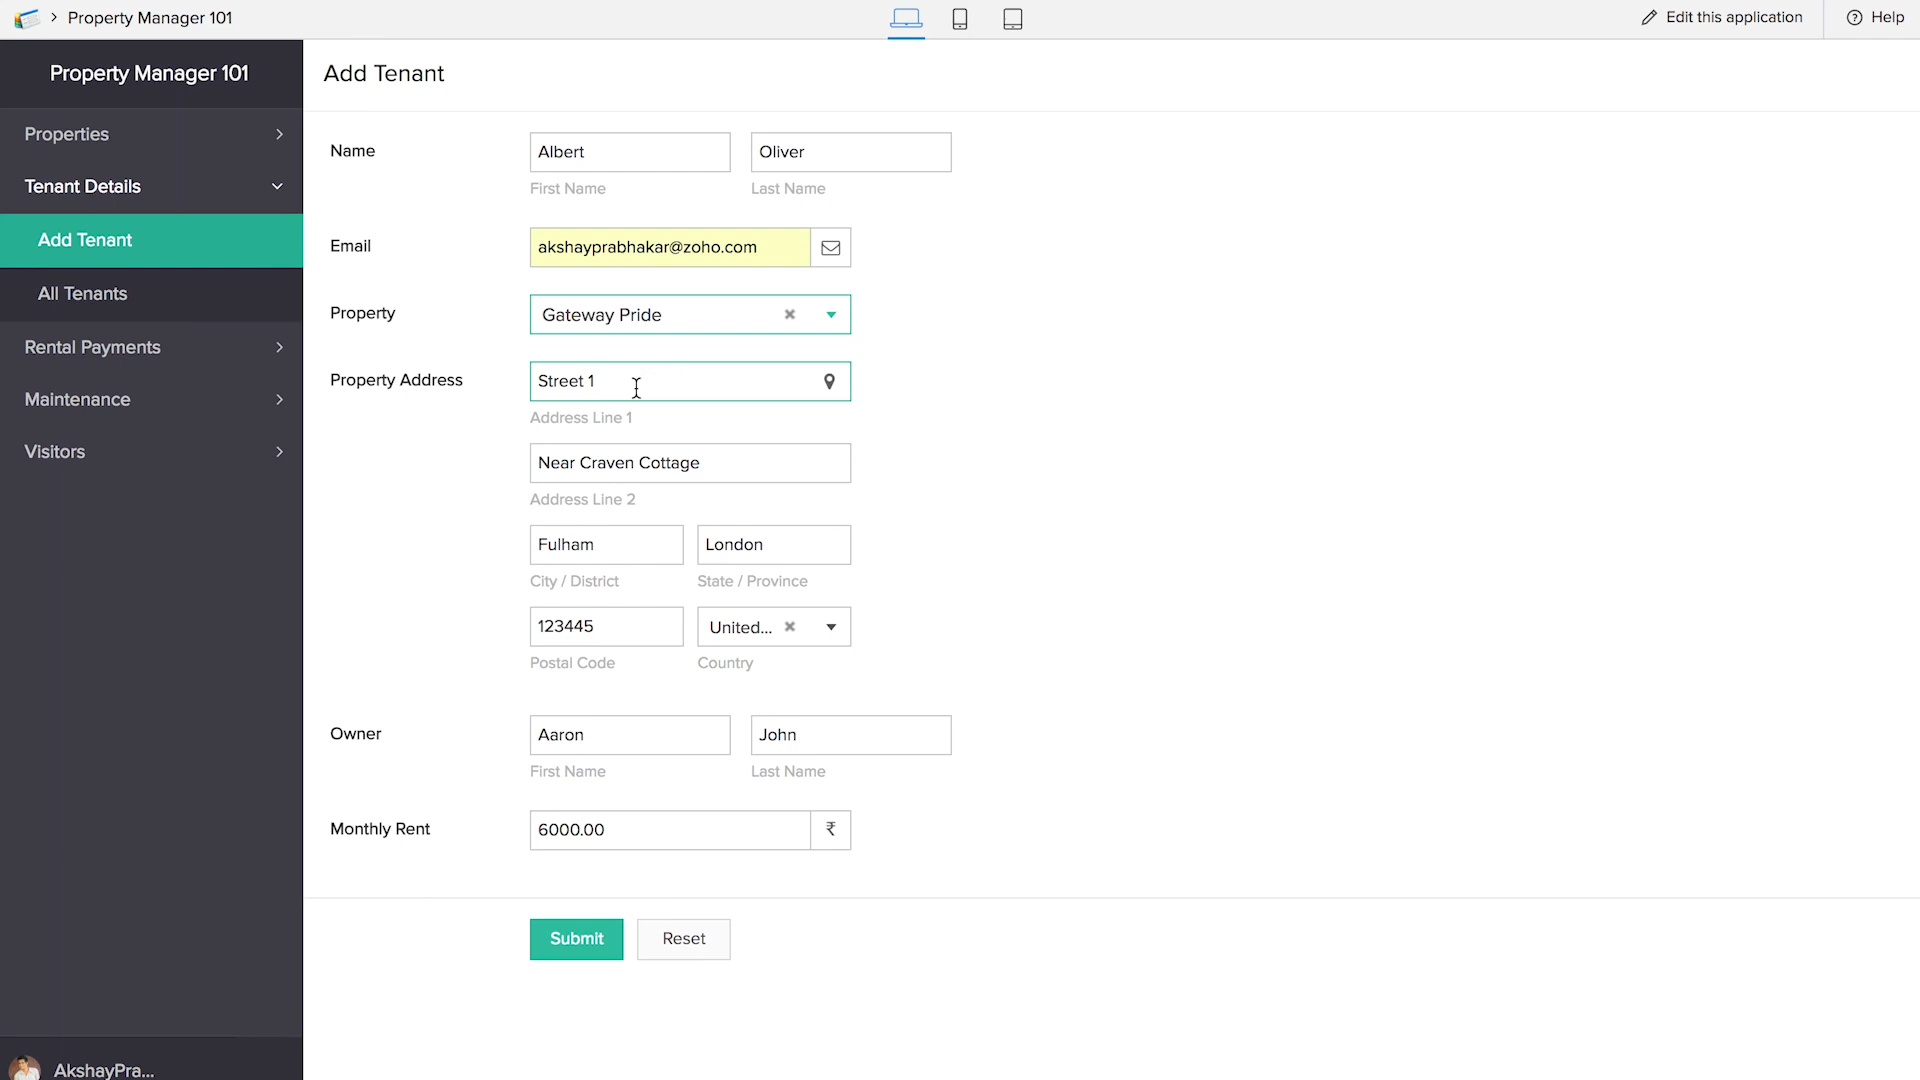 Property Manager 101
Edit this application
Help
Property Manager 101
Properties
Tenant Details
Add Tenant
All Tenants
Rental Payments
Maintenance
Visitors
AkshayPra...
Add Tenant
Name
Albert
Oliver
First Name
Last Name
Email
akshayprabhakar@zoho.com
Property
Gateway Pride
Property Address
Street 1
Address Line 1
Near Craven Cottage
Address Line 2
Fulham
London
City / District
State / Province
123445
United...
Postal Code
Country
Owner
Aaron
John
First Name
Last Name
Monthly Rent
6000.00
₹
Submit
Reset